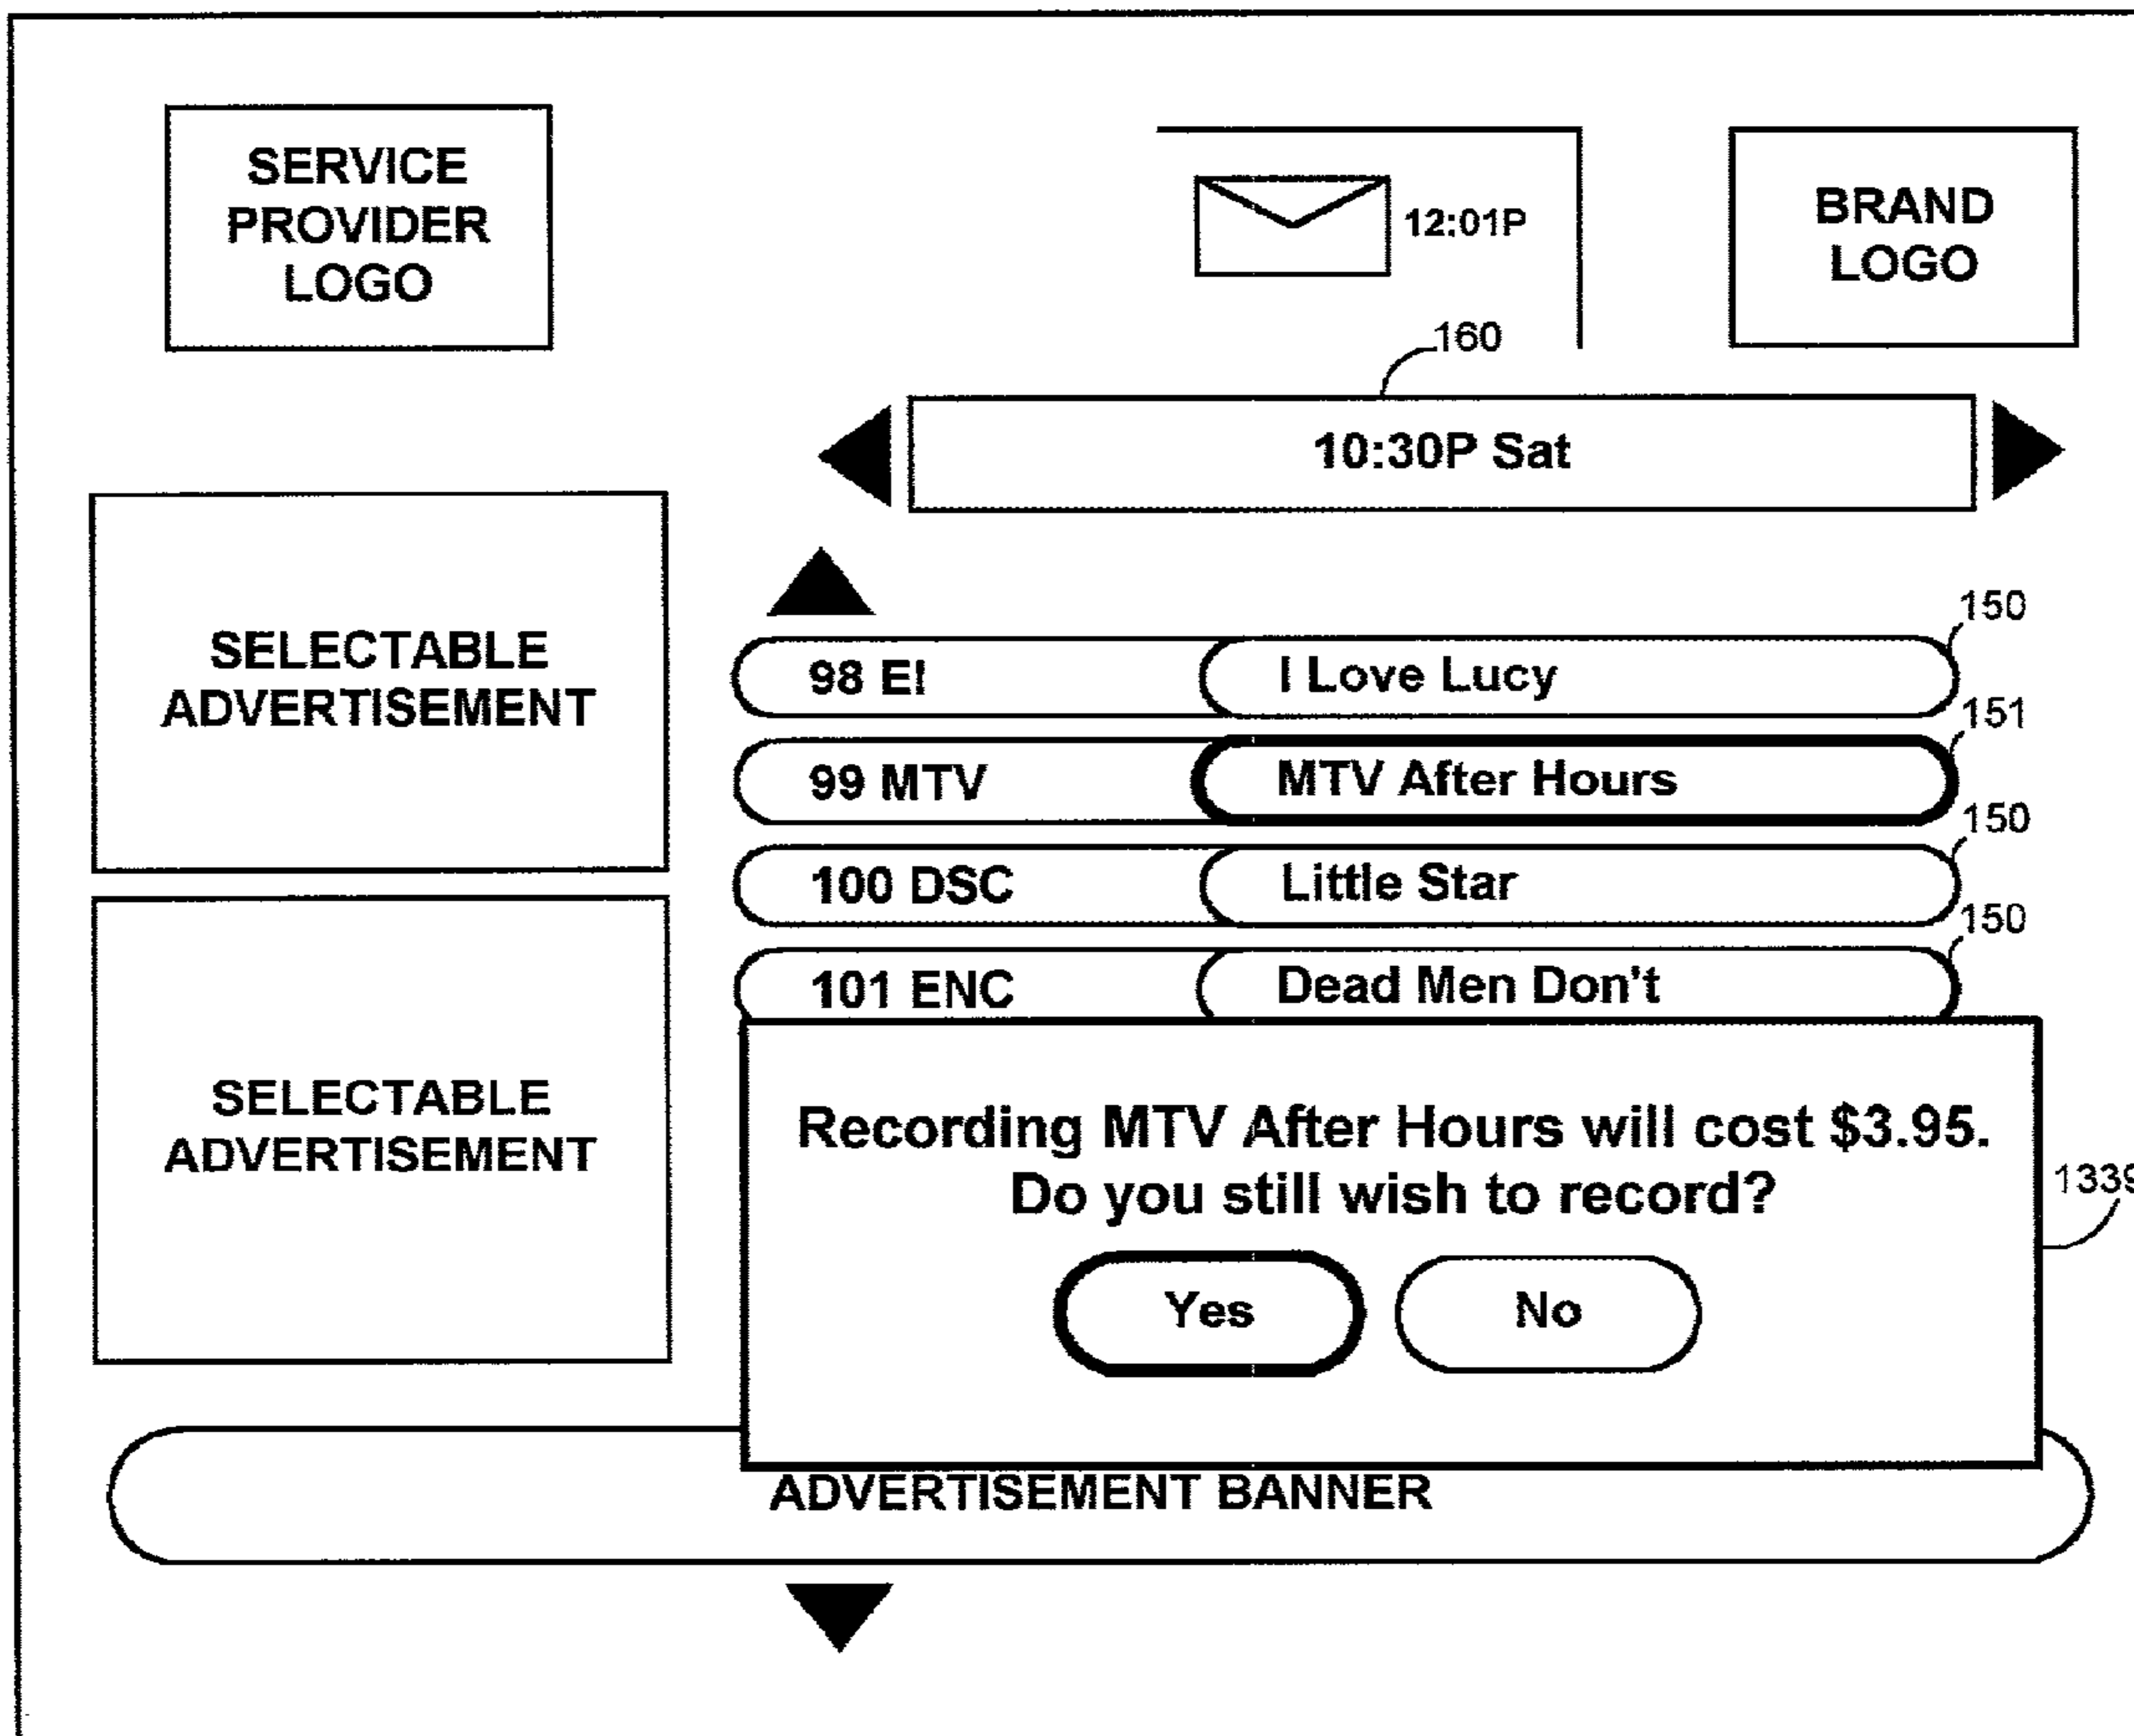 SERVICE
PROVIDER
LOGO
12:01P
BRAND
LOGO
160
10:30P Sat
SELECTABLE
ADVERTISEMENT
150
98 E! I Love Lucy
151
99 MTV MTV After Hours
150
100 DSC Little Star
150
101 ENC Dead Men Don't
SELECTABLE
ADVERTISEMENT
Recording MTV After Hours will cost $3.95.
Do you still wish to record?
1339
Yes No
ADVERTISEMENT BANNER